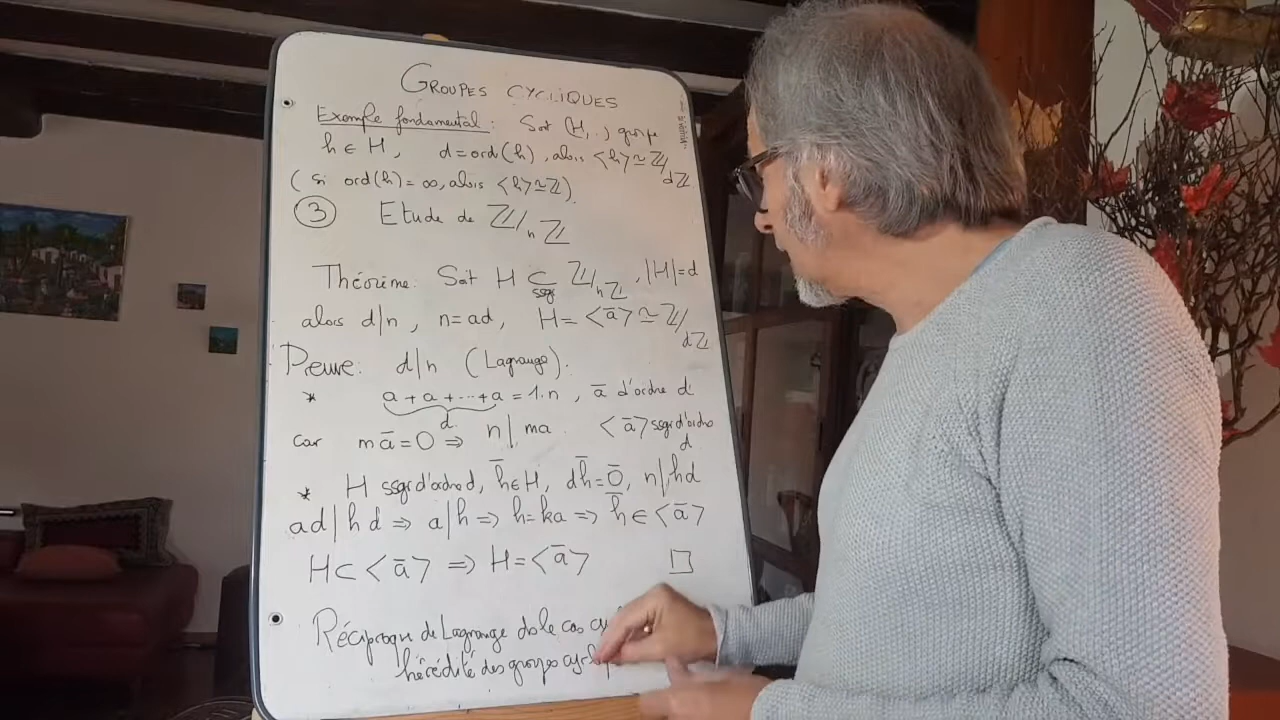 GROUPES CYCLIQUES
Exemple fondamental : Soit (H, .) groupe
h ∈ H, d = ord(h), alors <h> ≃ ℤ/dℤ
(si ord(h) = ∞, alors <h> ≃ ℤ).
③ Etude de ℤ/nℤ
Théorème. Soit H ⊂ ssgr ℤ/nℤ, |H| = d
alors d|n, n = ad, H = <ā> ≃ ℤ/dℤ
Preuve : d|n (Lagrange).
* a + a + ... + a = 1.n, ā d'ordre d
d
car mā = 0 ⇒ n | ma. <ā> ssgr d'ordre d
* H ssgr d'ordre d, h̄ ∈ H, dh̄ = 0̄, n | hd
ad | hd ⇒ a | h ⇒ h = ka ⇒ h̄ ∈ <ā>
H ⊂ <ā> ⇒ H = <ā> □
Réciproque de Lagrange ds le cas
hérédité des groupes